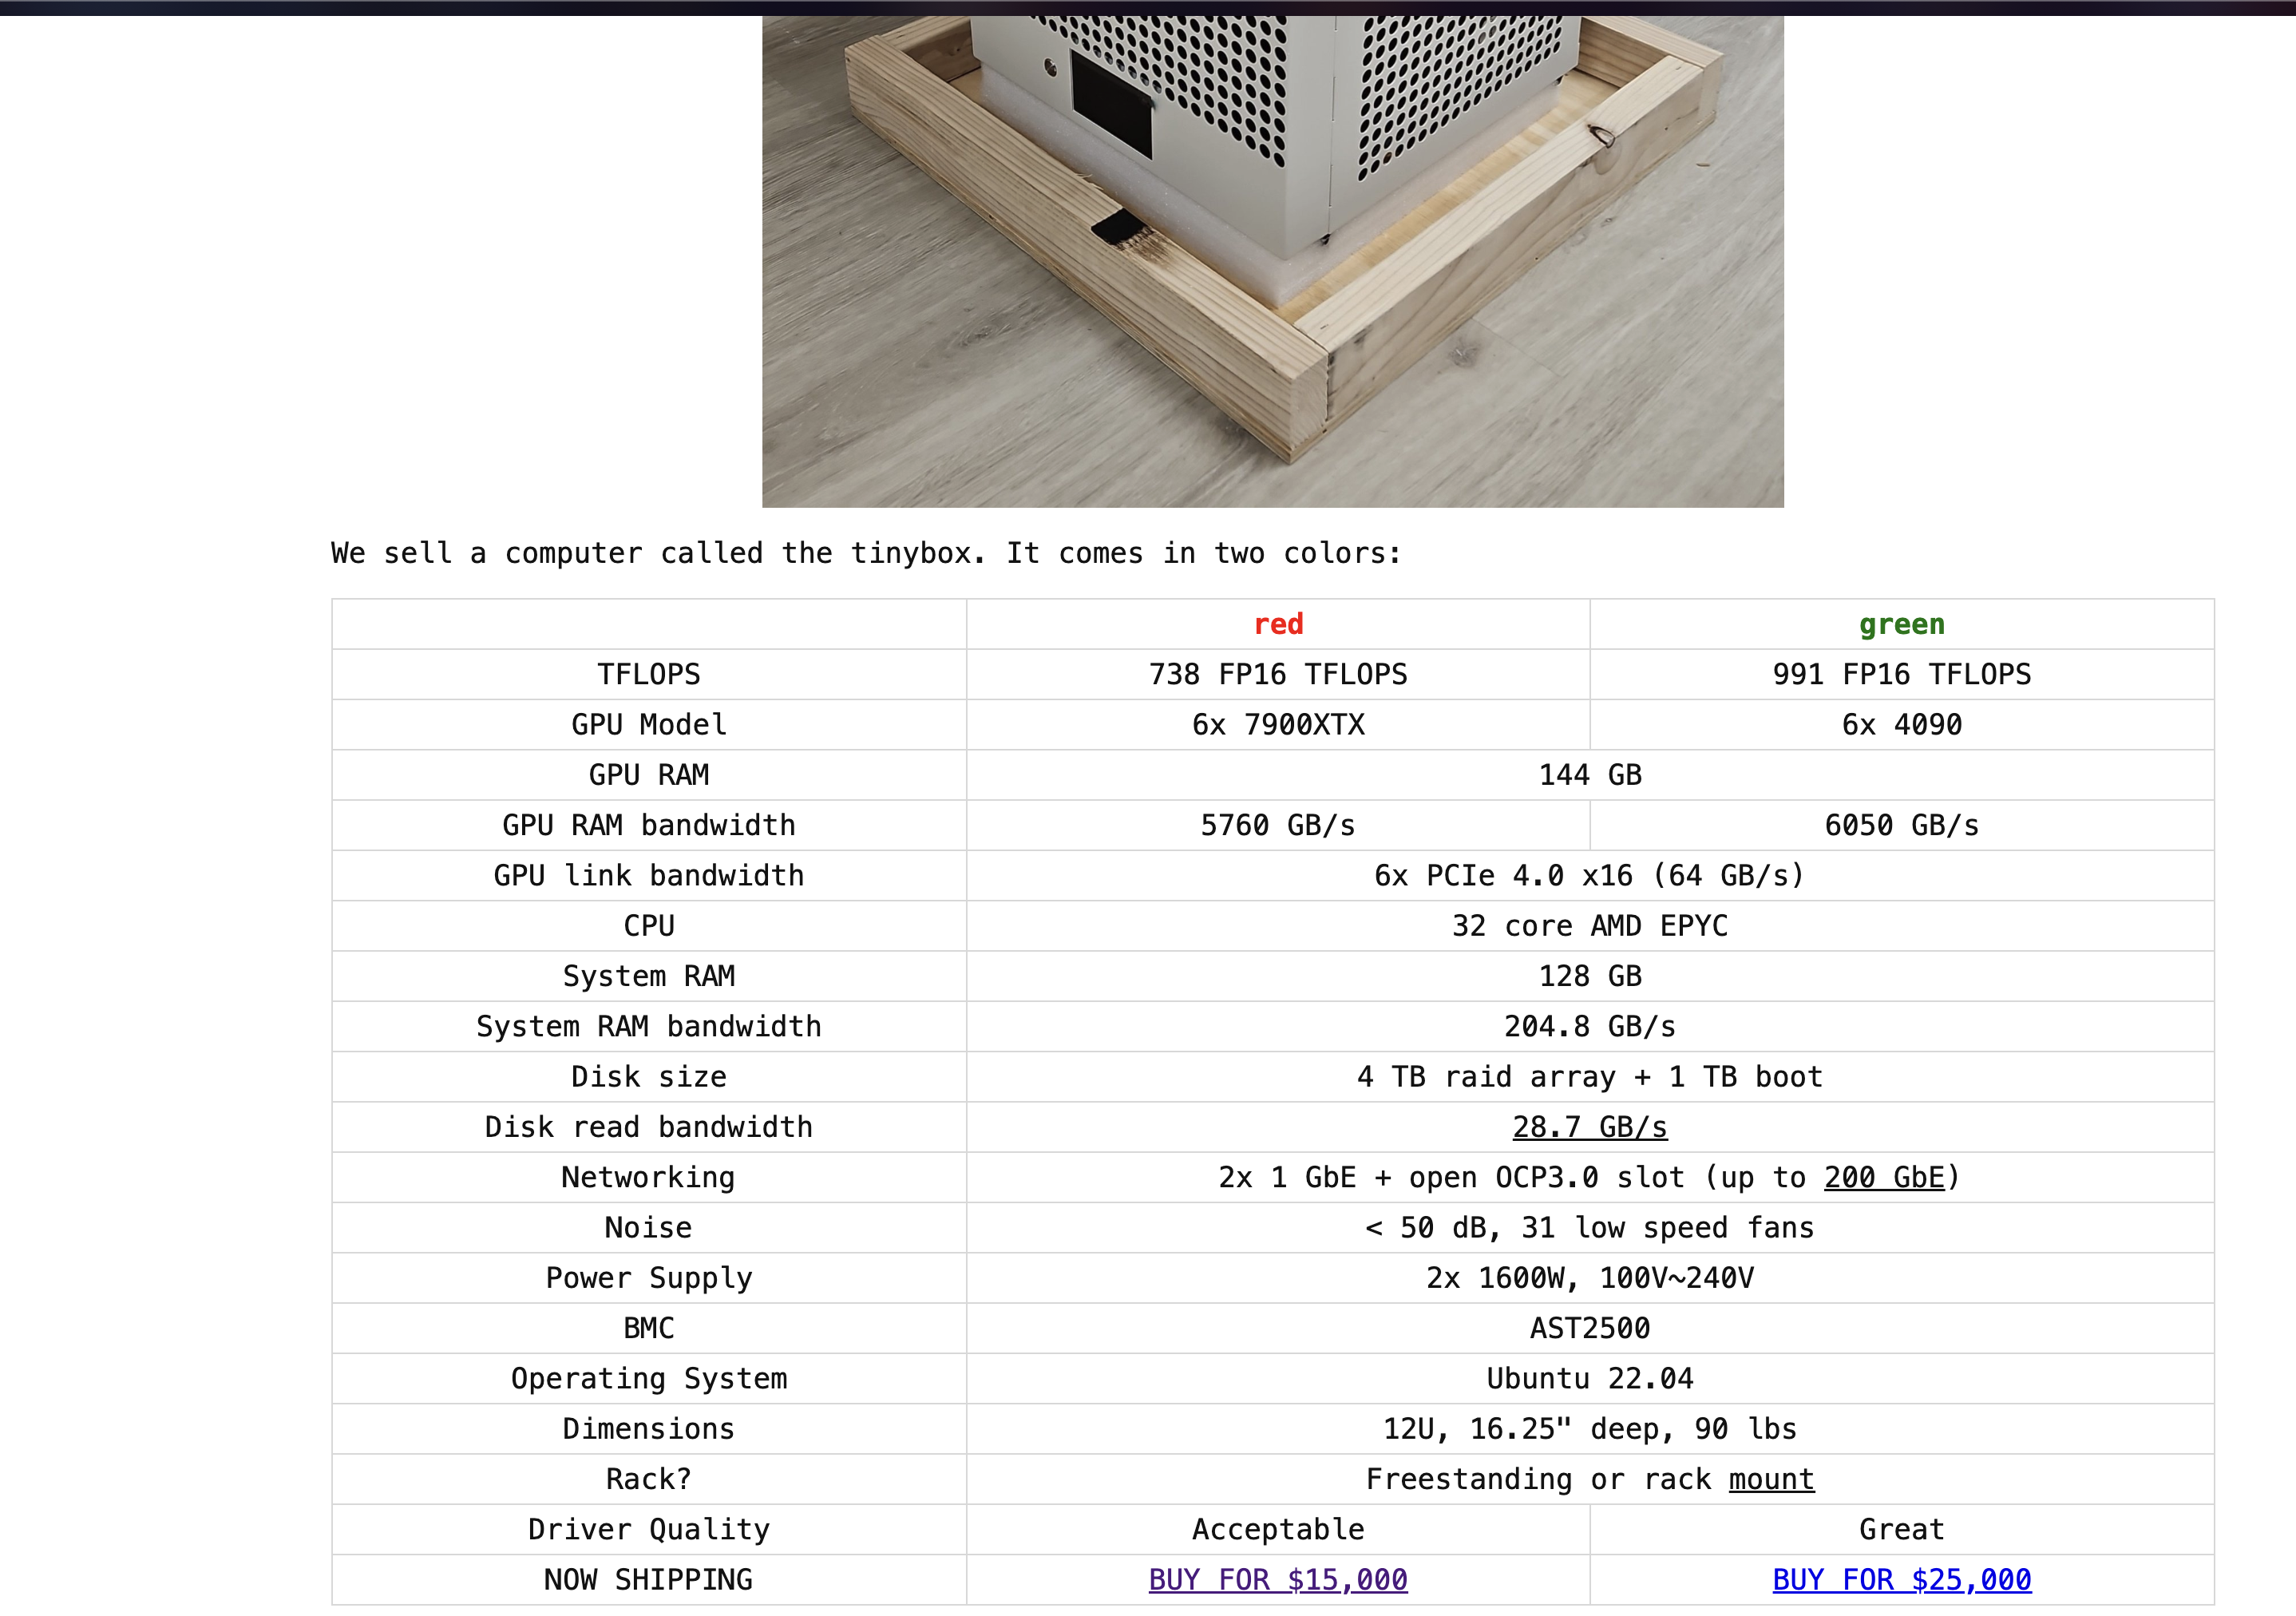 We sell a computer called the tinybox. It comes in two colors:
red green
TFLOPS 738 FP16 TFLOPS 991 FP16 TFLOPS
GPU Model 6x 7900XTX 6x 4090
GPU RAM 144 GB
GPU RAM bandwidth 5760 GB/s 6050 GB/s
GPU link bandwidth 6x PCIe 4.0 x16 (64 GB/s)
CPU 32 core AMD EPYC
System RAM 128 GB
System RAM bandwidth 204.8 GB/s
Disk size 4 TB raid array + 1 TB boot
Disk read bandwidth 28.7 GB/s
Networking 2x 1 GbE + open OCP3.0 slot (up to 200 GbE)
Noise < 50 dB, 31 low speed fans
Power Supply 2x 1600W, 100V~240V
BMC AST2500
Operating System Ubuntu 22.04
Dimensions 12U, 16.25" deep, 90 lbs
Rack? Freestanding or rack mount
Driver Quality Acceptable Great
NOW SHIPPING BUY FOR $15,000 BUY FOR $25,000